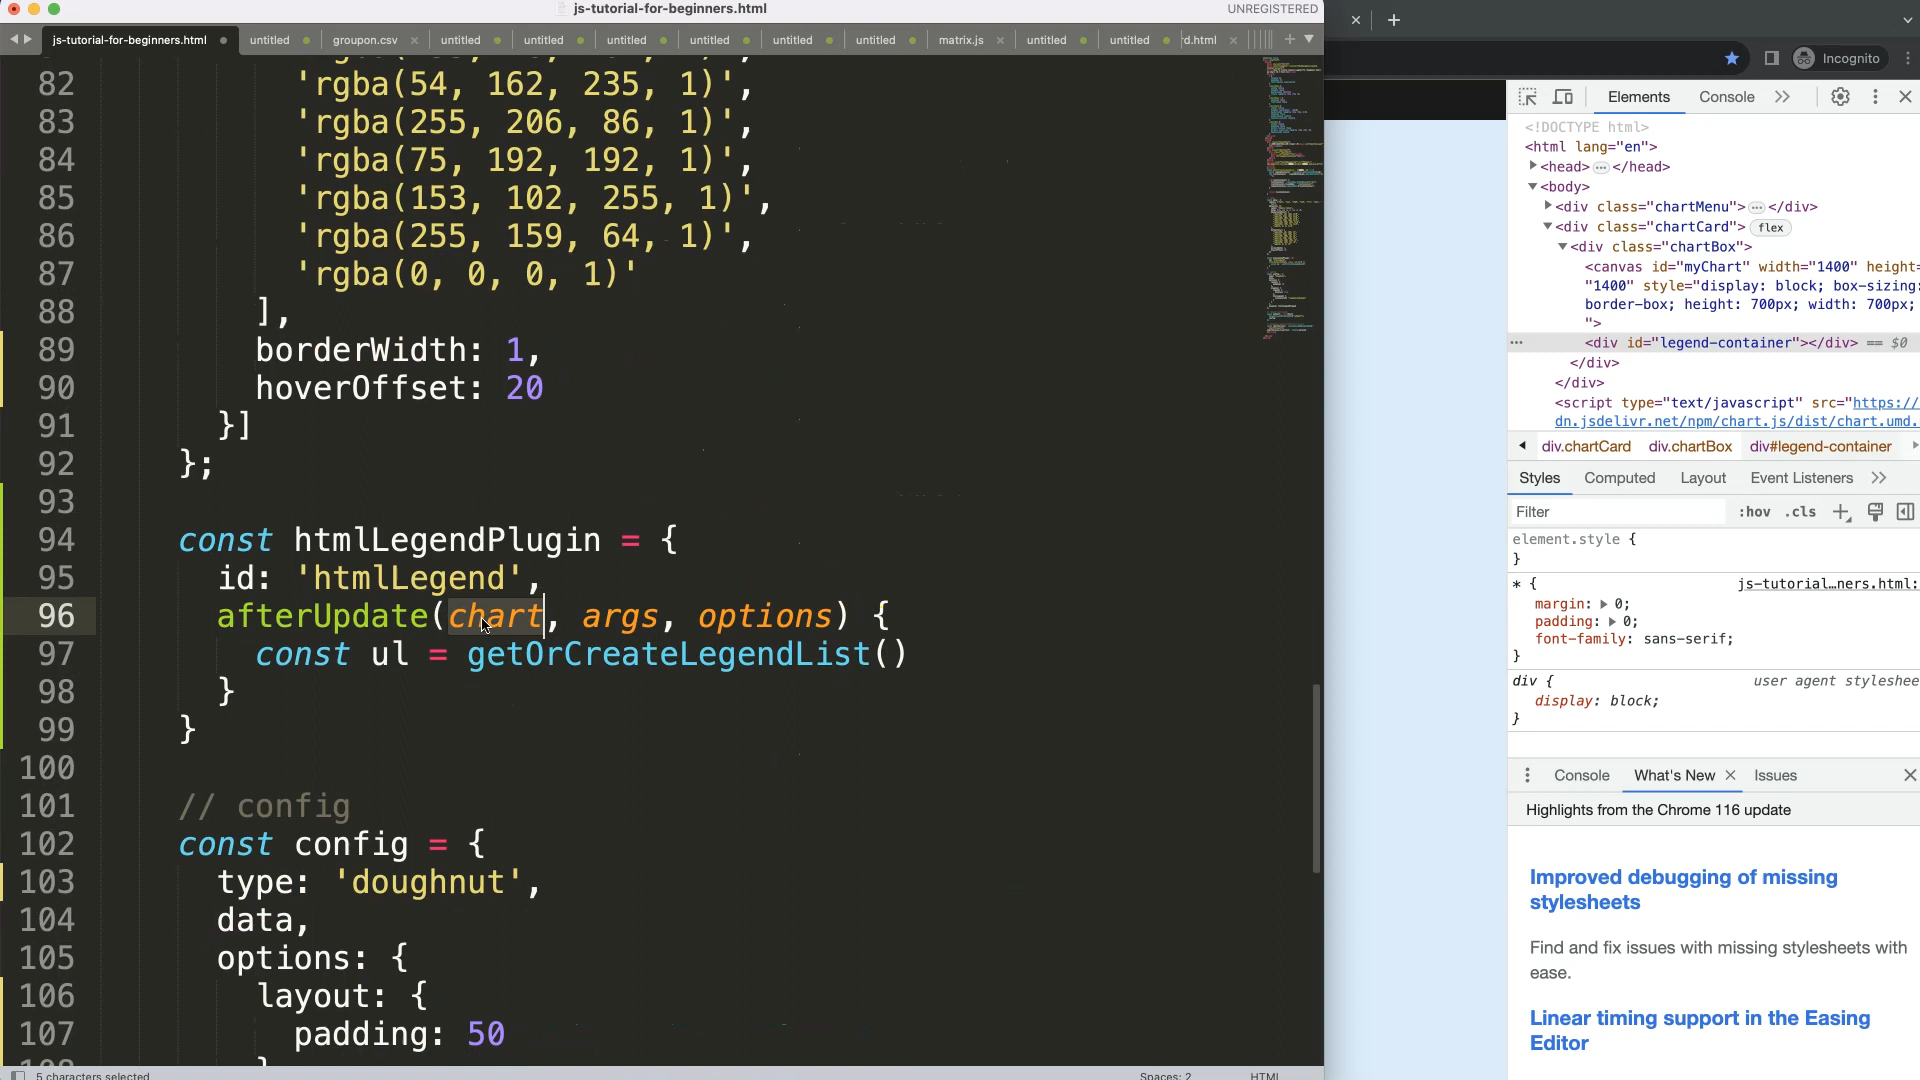 js-tutorial-for-beginners.html
UNREGISTERED
js-tutorial-for-beginners.html untitled groupon.csv untitled untitled untitled untitled untitled untitled matrix.js untitled untitled d.html
82 'rgba(54, 162, 235, 1)',
83 'rgba(255, 206, 86, 1)',
84 'rgba(75, 192, 192, 1)',
85 'rgba(153, 102, 255, 1)',
86 'rgba(255, 159, 64, 1)',
87 'rgba(0, 0, 0, 1)'
88 ],
89 borderWidth: 1,
90 hoverOffset: 20
91 }]
92 };
93
94 const htmlLegendPlugin = {
95 id: 'htmlLegend',
96 afterUpdate(chart, args, options) {
97 const ul = getOrCreateLegendList()
98 }
99 }
100
101 // config
102 const config = {
103 type: 'doughnut',
104 data,
105 options: {
106 layout: {
107 padding: 50
5 characters selected
Spaces: 2
HTML
Incognito
Elements Console
<!DOCTYPE html>
<html lang="en">
<head> </head>
<body>
<div class="chartMenu"> </div>
<div class="chartCard"> flex
<div class="chartBox">
<canvas id="myChart" width="1400" height=
"1400" style="display: block; box-sizing:
border-box; height: 700px; width: 700px;
">
<div id="legend-container"></div> == $0
</div>
</div>
<script type="text/javascript" src="https://
dn.jsdelivr.net/npm/chart.js/dist/chart.umd.
div.chartCard div.chartBox div#legend-container
Styles Computed Layout Event Listeners
Filter :hov .cls
element.style {
}
* { js-tutorial…ners.html:
margin: 0;
padding: 0;
font-family: sans-serif;
}
div { user agent styleshee
display: block;
}
Console What's New Issues
Highlights from the Chrome 116 update
Improved debugging of missing
stylesheets
Find and fix issues with missing stylesheets with
ease.
Linear timing support in the Easing
Editor